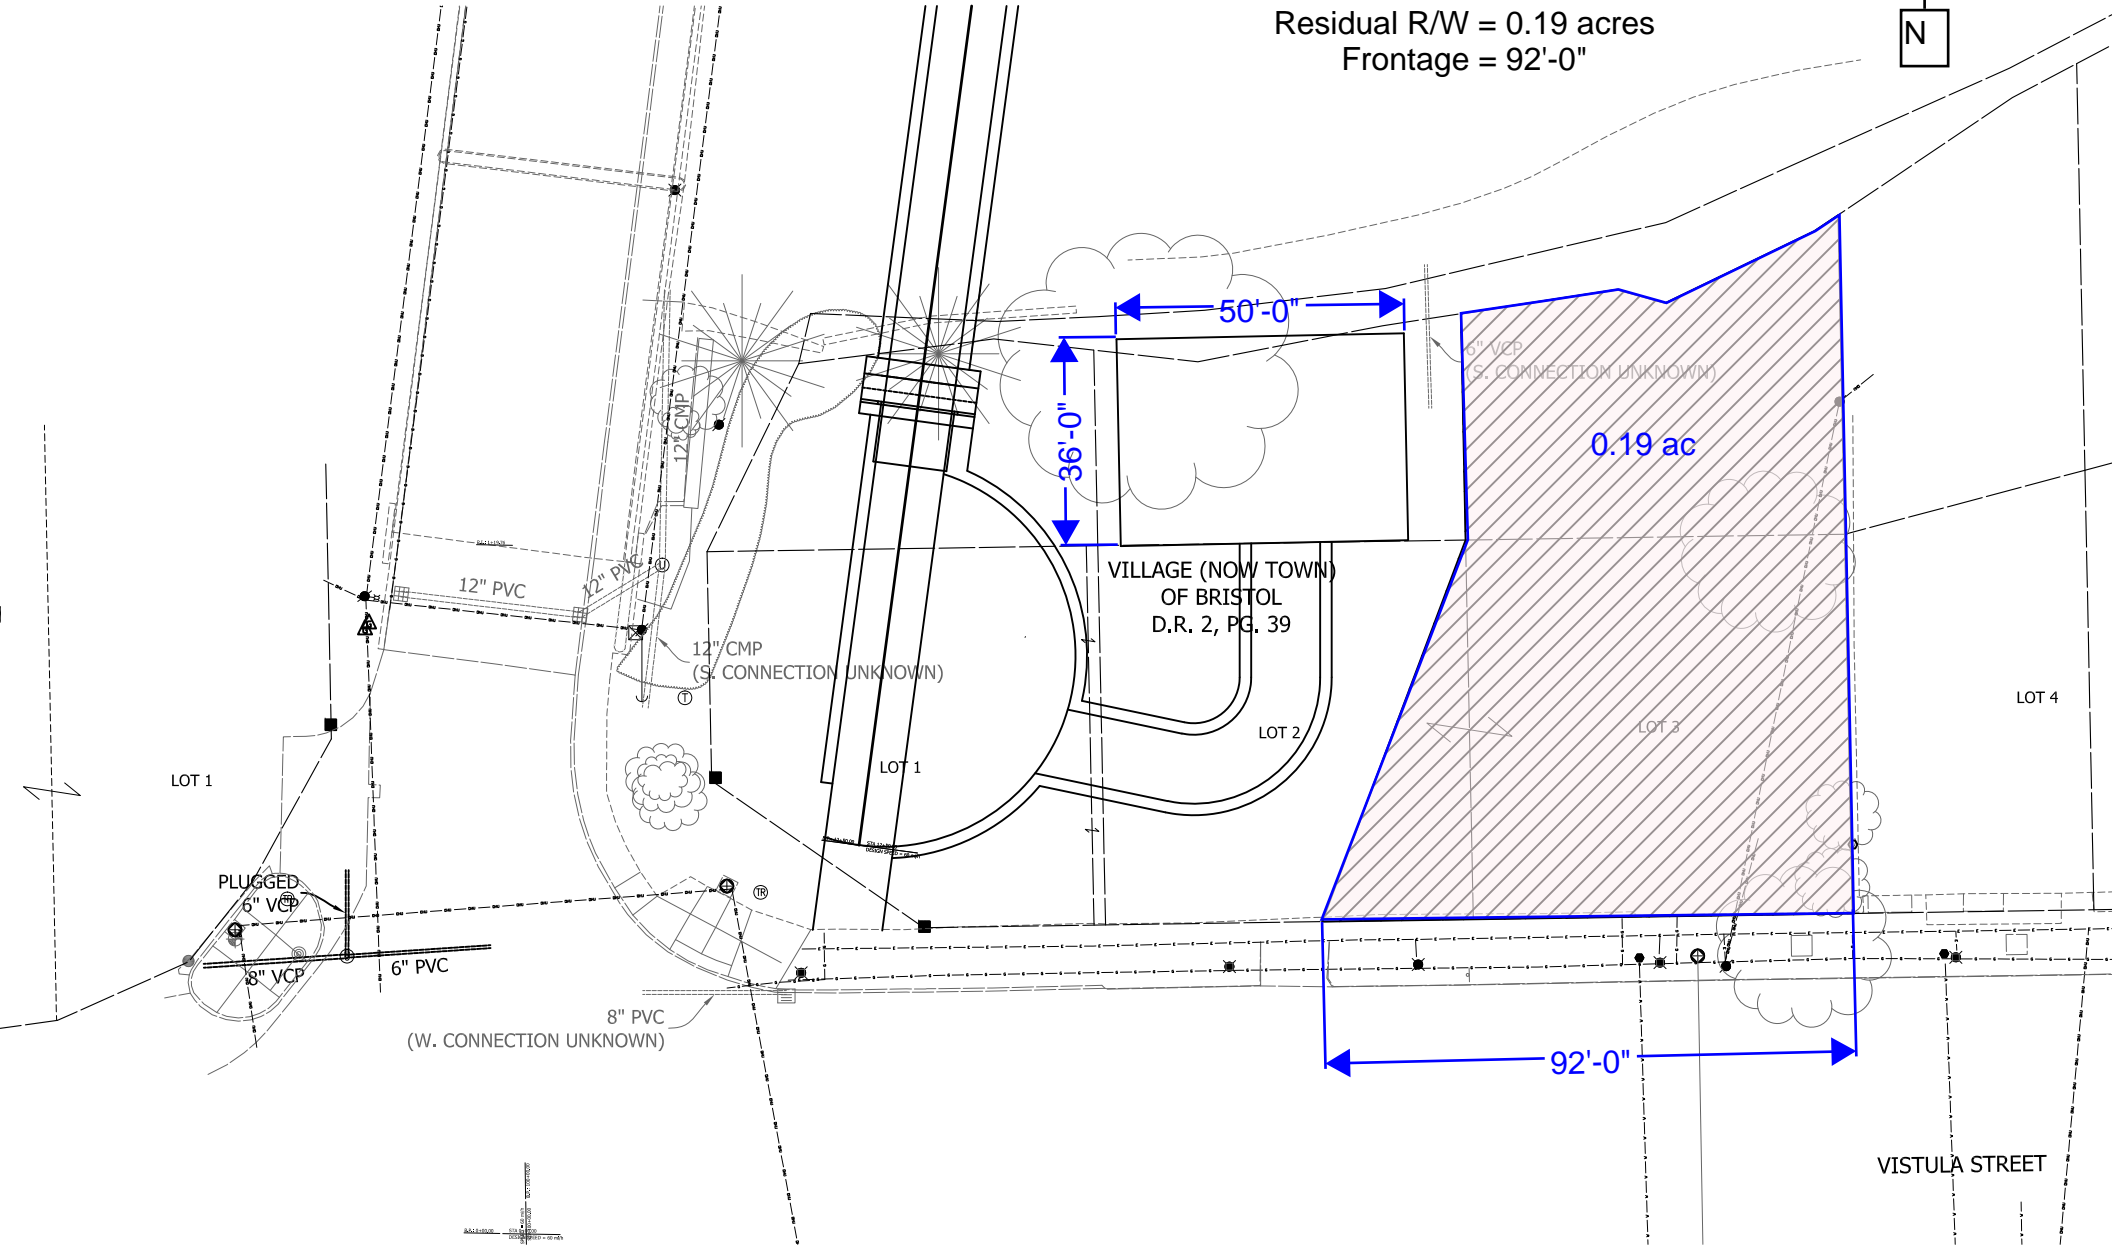 Residual R/W = 0.19 acres
Frontage = 92'-0"
N
50'-0"
36'-0"
6" VCP
(S. CONNECTION UNKNOWN)
12" CMP
0.19 ac
12" PVC
12" PVC
U
VILLAGE (NOW TOWN)
OF BRISTOL
D.R. 2, PG. 39
12" CMP
(S. CONNECTION UNKNOWN)
T
LOT 4
LOT 2
LOT 3
LOT 1
LOT 1
PLUGGED
6" VCP
TR
6" PVC
8" VCP
8" PVC
(W. CONNECTION UNKNOWN)
92'-0"
VISTULA STREET